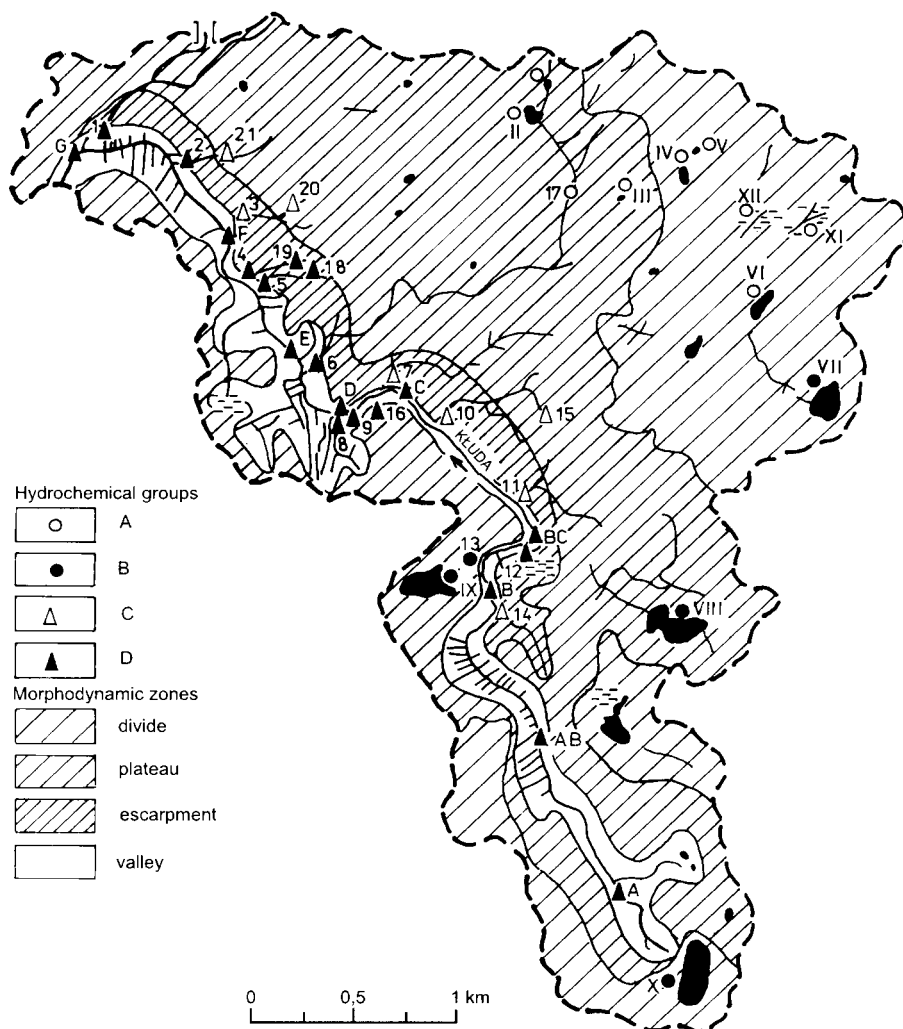 I
II
1
G
2
21
IV
V
17
III
XII
XI
3
20
F
4
19
18
5
VI
E
6
VII
7
C
D
16
10
15
9
8
KŁUDA
11
BC
13
12
IX
B
14
VIII
AB
A
X
Hydrochemical groups
A
B
C
D
Morphodynamic zones
divide
plateau
escarpment
valley
0 0,5 1 km